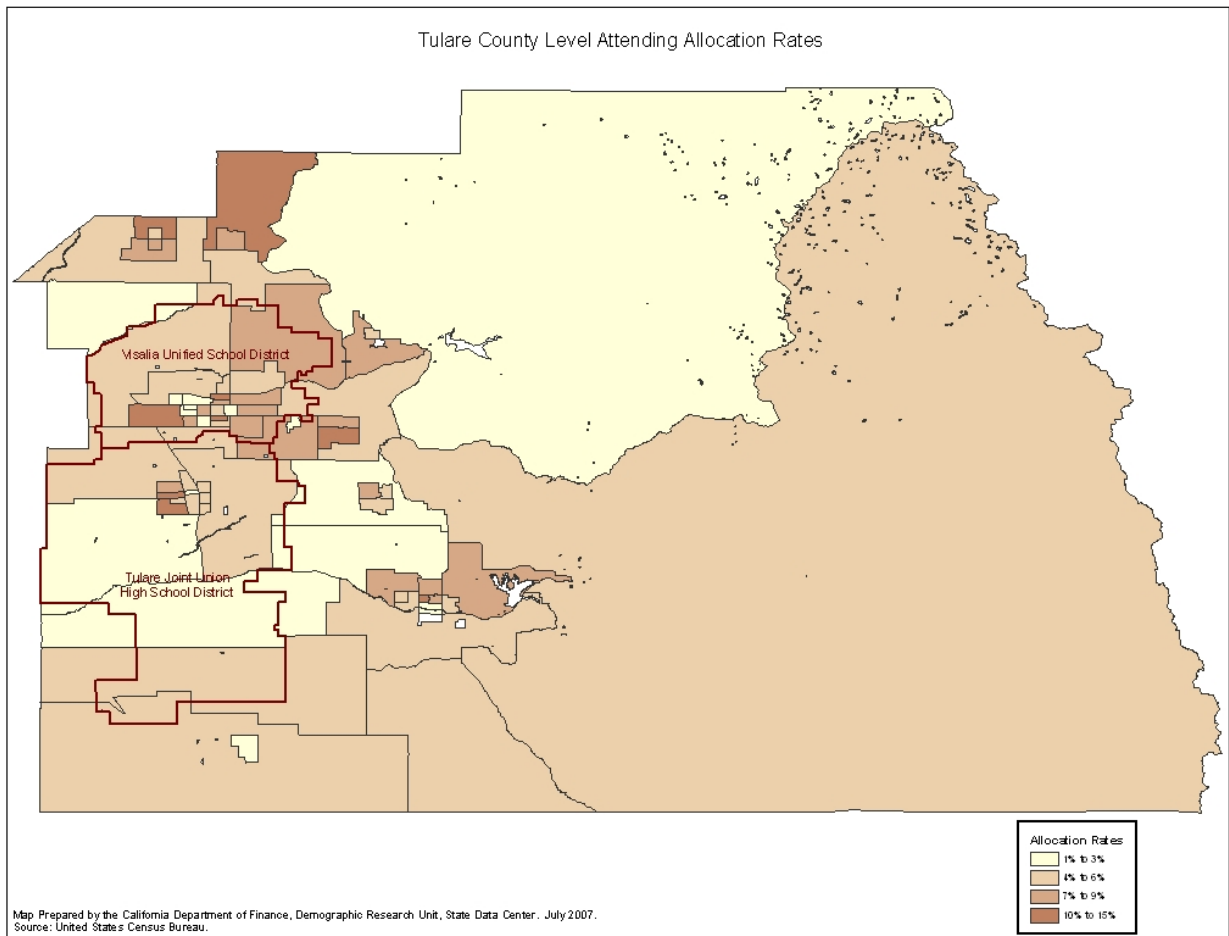 Tulare County Level Attending Allocation Rates
Visalia Unified School District
Tulare Joint Union
High School District
Allocation Rates
1% to 3%
4% to 6%
7% to 9%
10% to 15%
Map Prepared by the California Department of Finance, Demographic Research Unit, State Data Center. July 2007.
Source: United States Census Bureau.